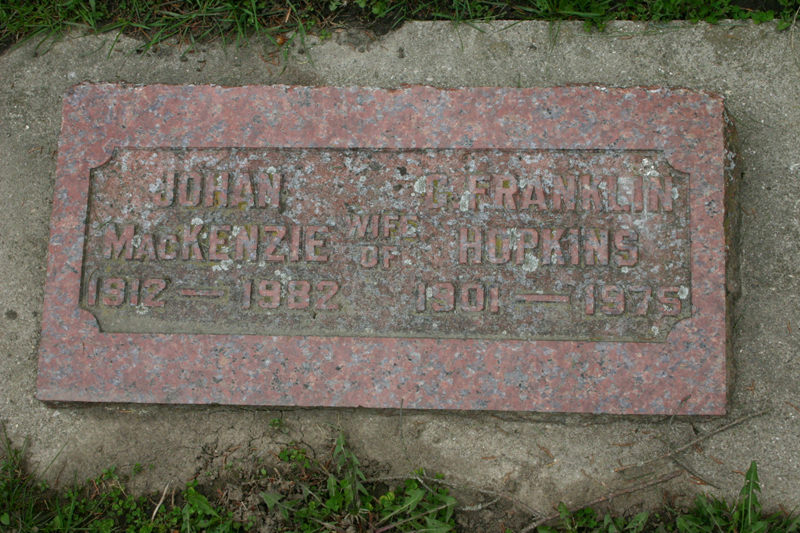 JOHAN
MACKENZIE
1912 — 1982
WIFE
OF
C. FRANKLIN
HOPKINS
1901 — 1975